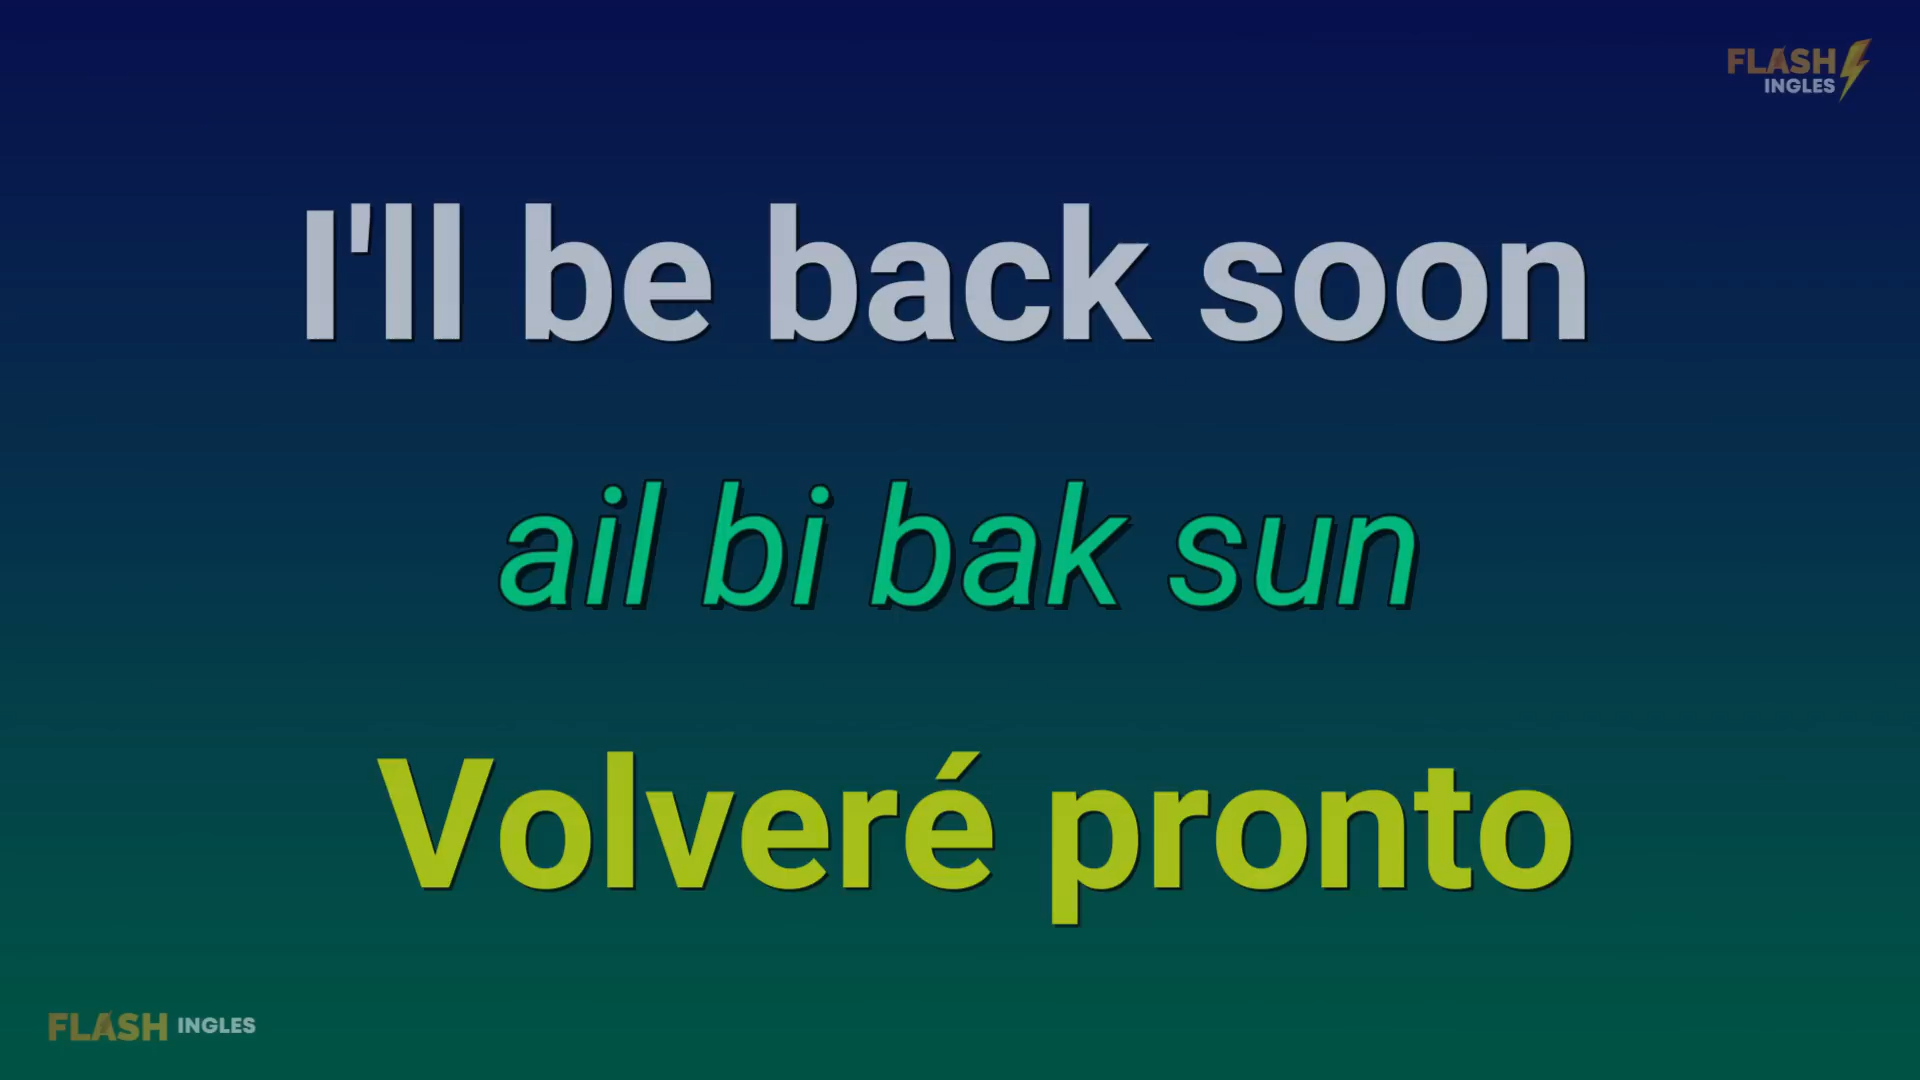 FLASH
INGLES
I'll be back soon
ail bi bak sun
Volveré pronto
FLASH INGLES